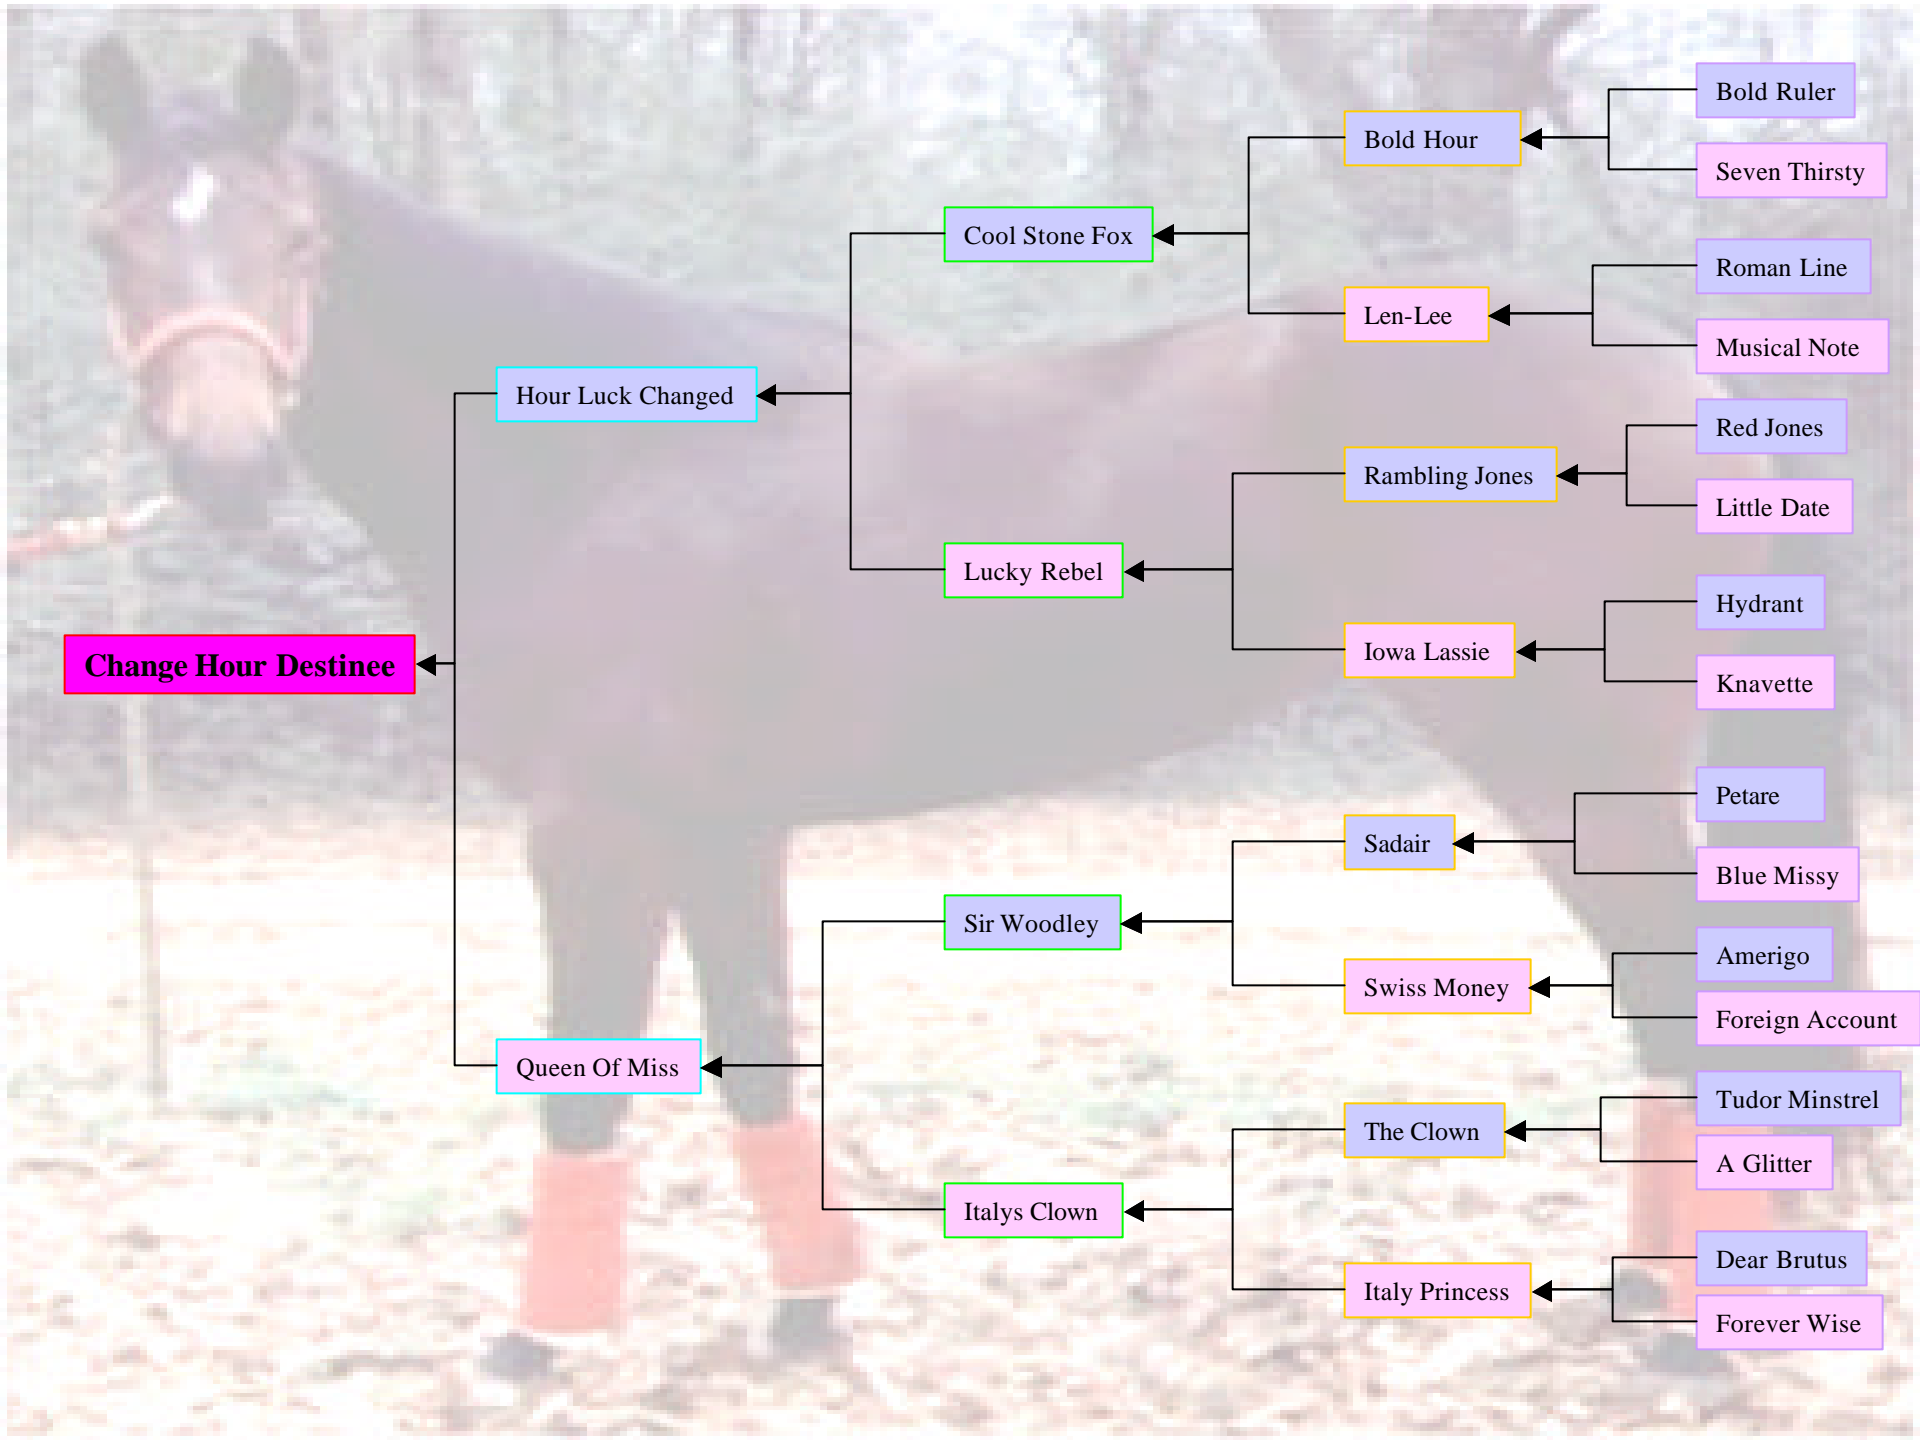 Bold Ruler
Bold Hour
Seven Thirsty
Cool Stone Fox
Roman Line
Len-Lee
Musical Note
Hour Luck Changed
Red Jones
Rambling Jones
Little Date
Lucky Rebel
Hydrant
Iowa Lassie
Knavette
Change Hour Destinee
Petare
Sadair
Blue Missy
Sir Woodley
Amerigo
Swiss Money
Foreign Account
Queen Of Miss
Tudor Minstrel
The Clown
A Glitter
Italys Clown
Dear Brutus
Italy Princess
Forever Wise